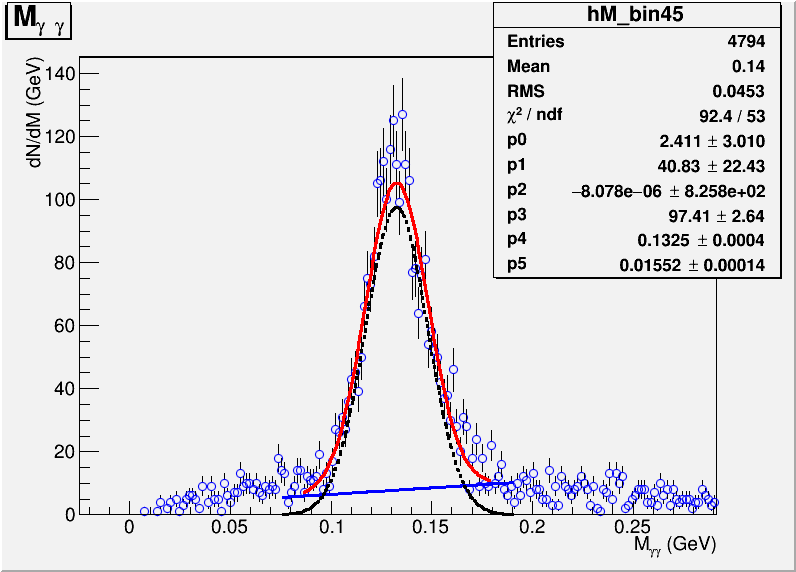 M γ γ
hM_bin45
Entries 4794
Mean 0.14
RMS 0.0453
χ² / ndf 92.4 / 53
p0 2.411 ± 3.010
p1 40.83 ± 22.43
p2 −8.078e−06 ± 8.258e+02
p3 97.41 ± 2.64
p4 0.1325 ± 0.0004
p5 0.01552 ± 0.00014
dN/dM (GeV)
140
120
100
80
60
40
20
0
0 0.05 0.1 0.15 0.2 0.25
Mγγ (GeV)